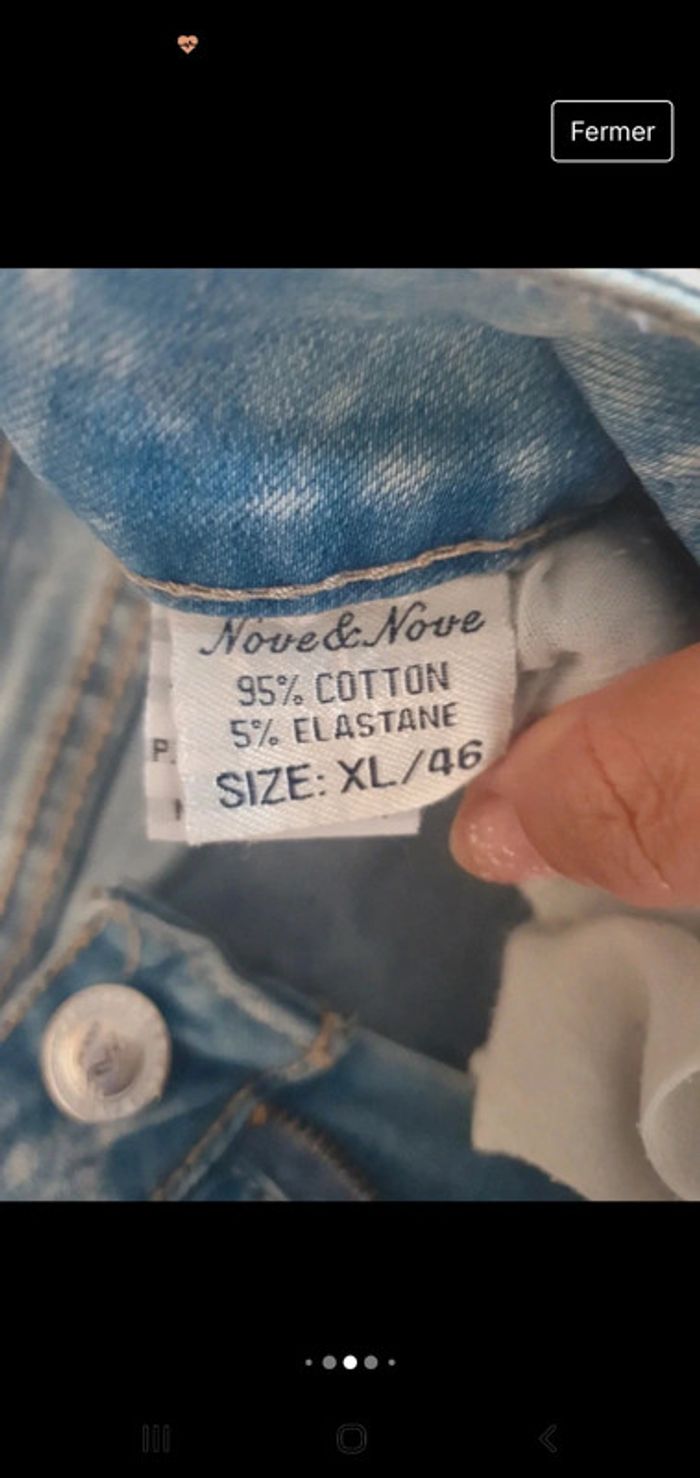 Fermer
Nove&Nove
95% COTTON
5% ELASTANE
P.
SIZE: XL/46